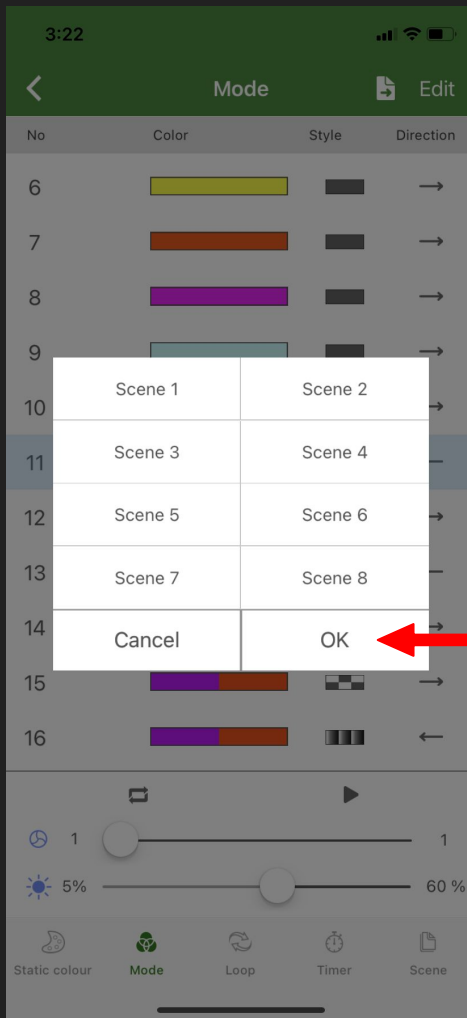 3:22
Mode Edit
No Color Style Direction
6
7
8
9
Scene 1 Scene 2
10
Scene 3 Scene 4
11
Scene 5 Scene 6
12
Scene 7 Scene 8
13
14
Cancel OK
15
16
1 1
5% 60 %
Static colour Mode Loop Timer Scene